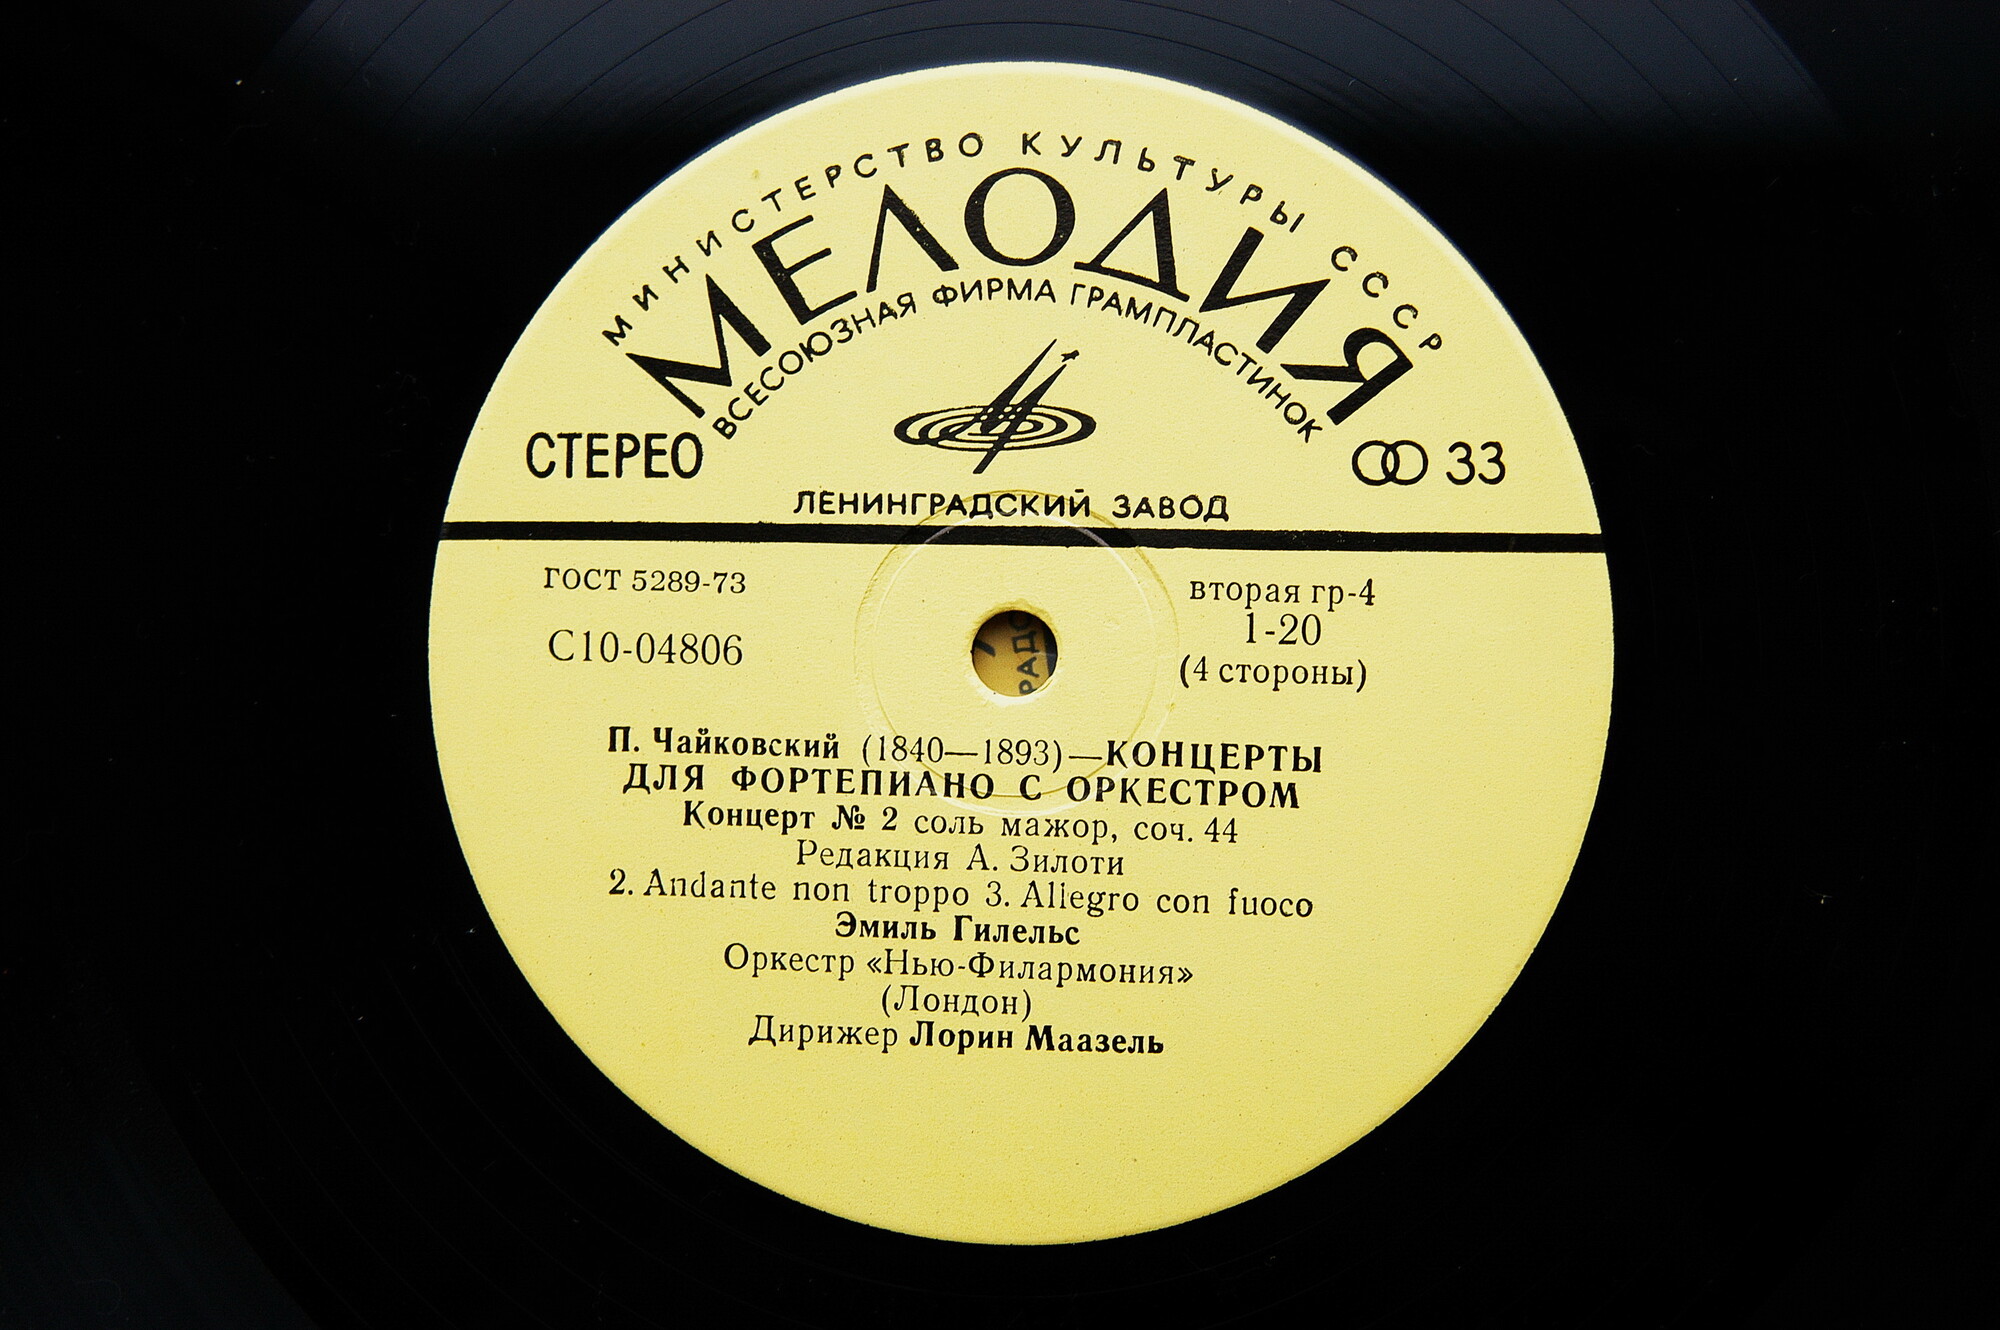 МИНИСТЕРСТВО КУЛЬТУРЫ СССР
МЕЛОДИЯ
ВСЕСОЮЗНАЯ ФИРМА ГРАМПЛАСТИНОК
СТЕРЕО
33
ЛЕНИНГРАДСКИЙ ЗАВОД
ГОСТ 5289-73
вторая гр-4
С10-04806
1-20
(4 стороны)
РАДС
П. Чайковский (1840—1893)—КОНЦЕРТЫ
ДЛЯ ФОРТЕПИАНО С ОРКЕСТРОМ
Концерт № 2 соль мажор, соч. 44
Редакция А. Зилоти
2. Andante non troppo 3. Allegro con fuoco
Эмиль Гилельс
Оркестр «Нью-Филармония»
(Лондон)
Дирижер Лорин Маазель